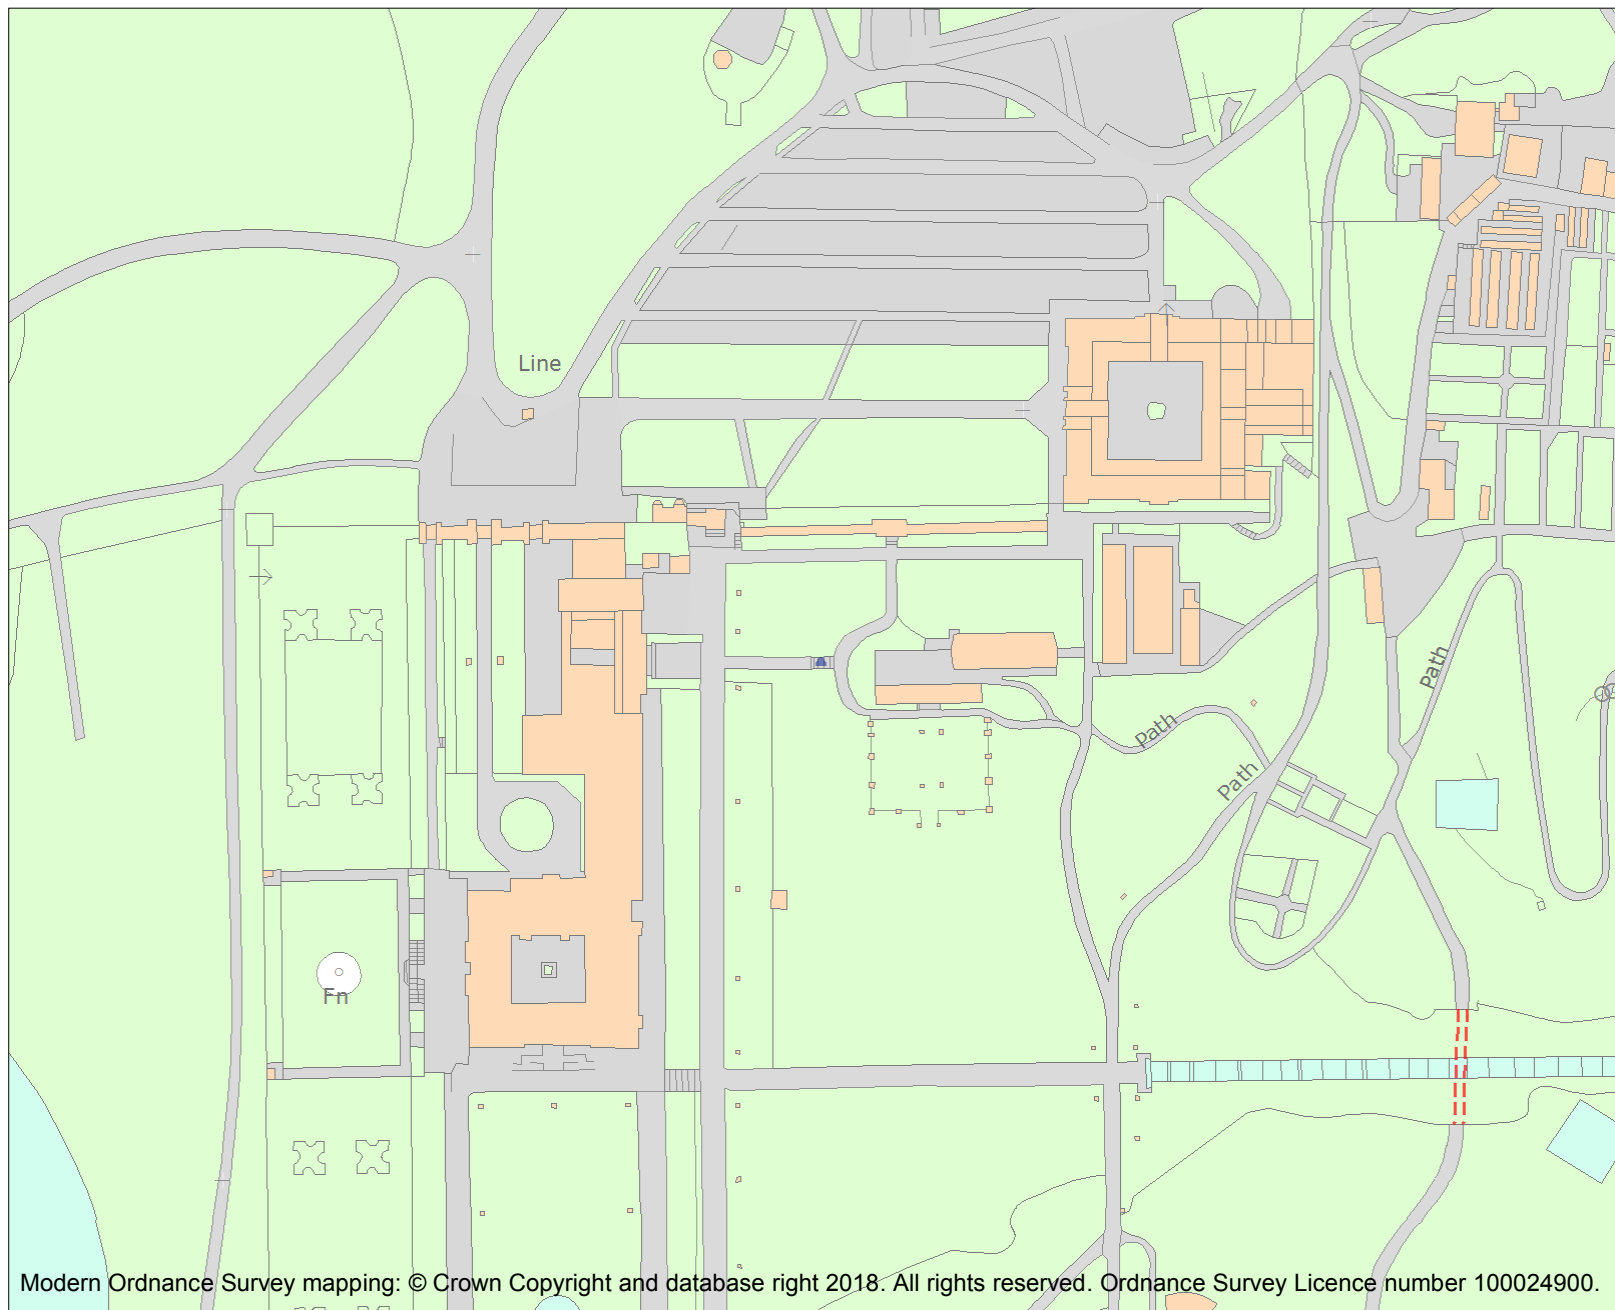 Line
Path
Path
Path
Fn
Modern Ordnance Survey mapping: © Crown Copyright and database right 2018. All rights reserved. Ordnance Survey Licence number 100024900.